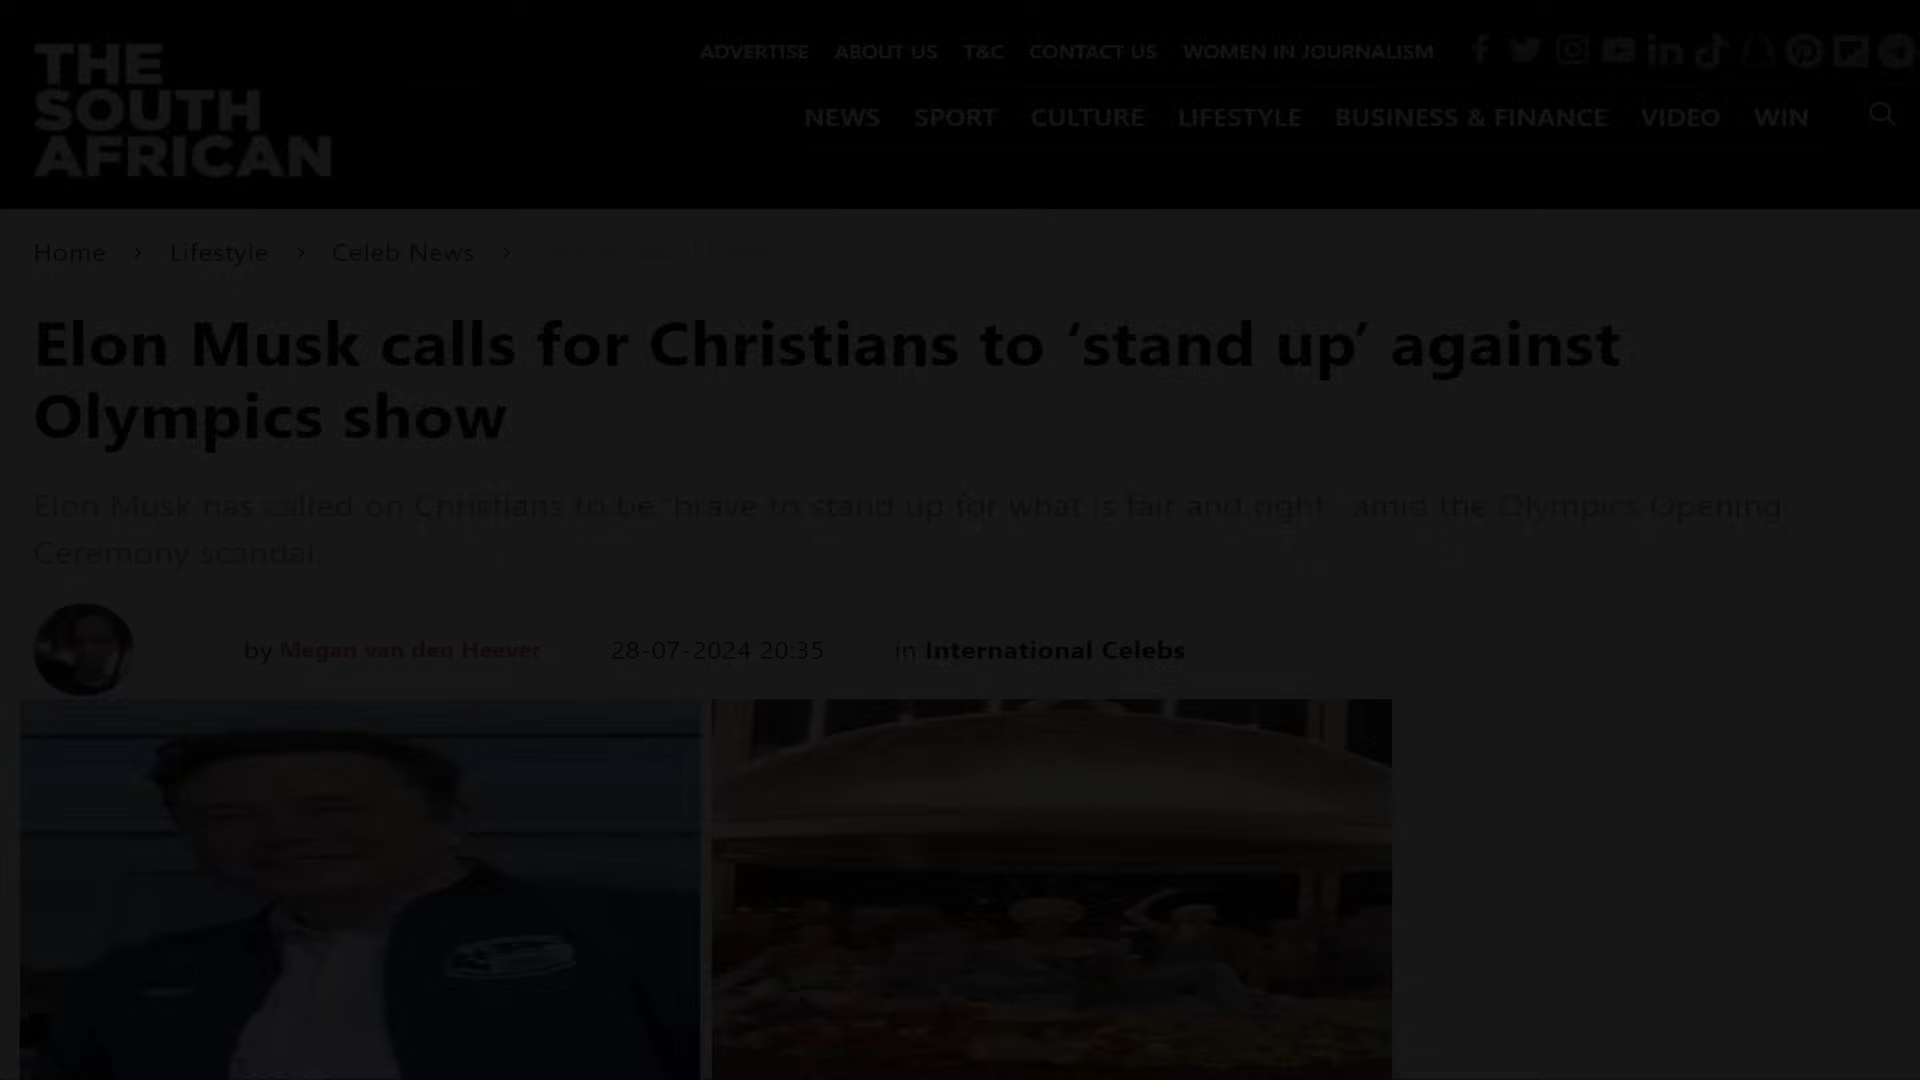 THE
SOUTH
AFRICAN
ADVERTISE ABOUT US T&C CONTACT US WOMEN IN JOURNALISM
NEWS SPORT CULTURE LIFESTYLE BUSINESS & FINANCE VIDEO WIN
Home > Lifestyle > Celeb News >
Elon Musk calls for Christians to ‘stand up’ against
Olympics show
Elon Musk has called on Christians to be ‘brave to stand up for what is fair and right’, amid the Olympics Opening
Ceremony scandal.
by Megan van den Heever 28-07-2024 20:35 in International Celebs